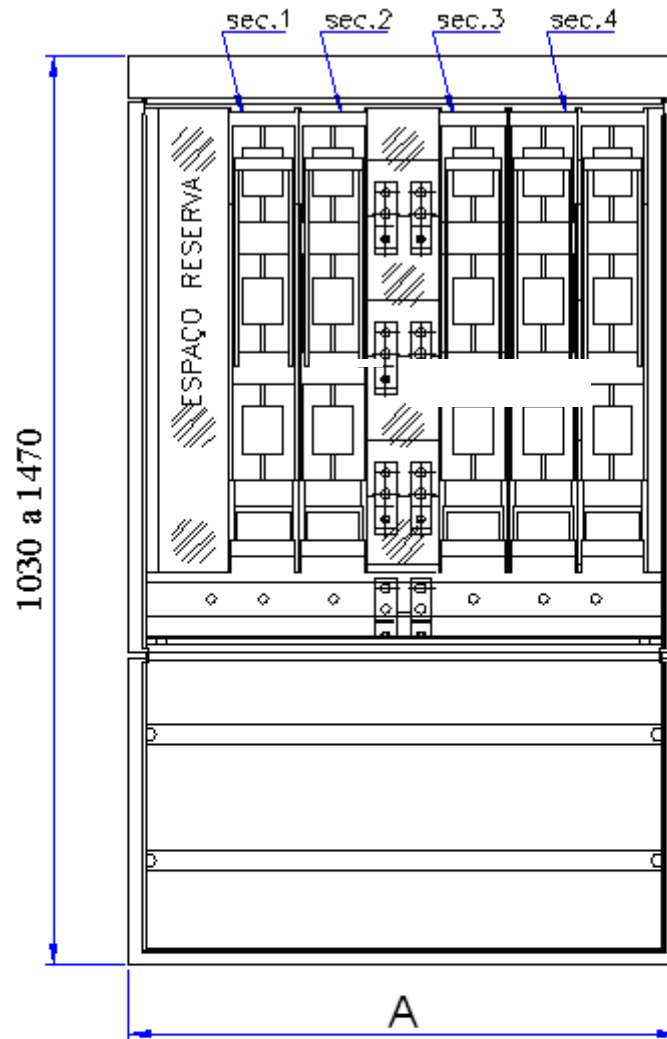 sec.1
sec.2
sec.3
sec.4
ESPAÇO RESERVA
1030 a 1470
A